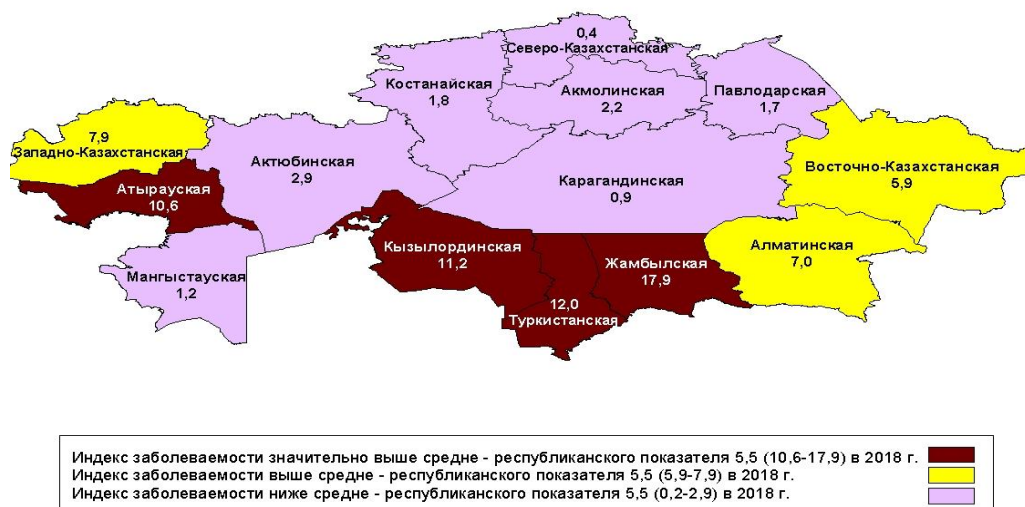 0,4
Северо-Казахстанская
Костанайская
1,8
Акмолинская
2,2
Павлодарская
1,7
7,9
Западно-Казахстанская
Актюбинская
2,9
Восточно-Казахстанская
5,9
Атырауская
10,6
Карагандинская
0,9
Кызылординская
11,2
Жамбылская
17,9
Алматинская
7,0
Мангыстауская
1,2
12,0
Туркистанская
Индекс заболеваемости значительно выше средне - республиканского показателя 5,5 (10,6-17,9) в 2018 г.
Индекс заболеваемости выше средне - республиканского показателя 5,5 (5,9-7,9) в 2018 г.
Индекс заболеваемости ниже средне - республиканского показателя 5,5 (0,2-2,9) в 2018 г.